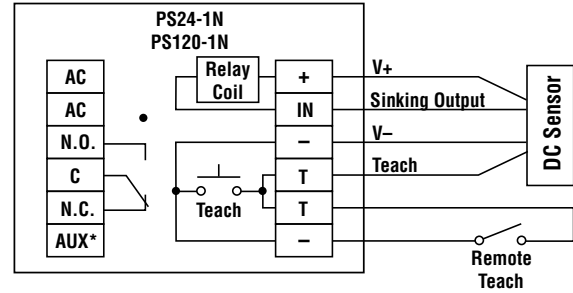 PS24-1N
PS120-1N
AC
AC
N.O.
C
N.C.
AUX*
Relay
Coil
Teach
+
IN
–
T
T
–
V+
Sinking Output
V–
Teach
DC Sensor
Remote
Teach